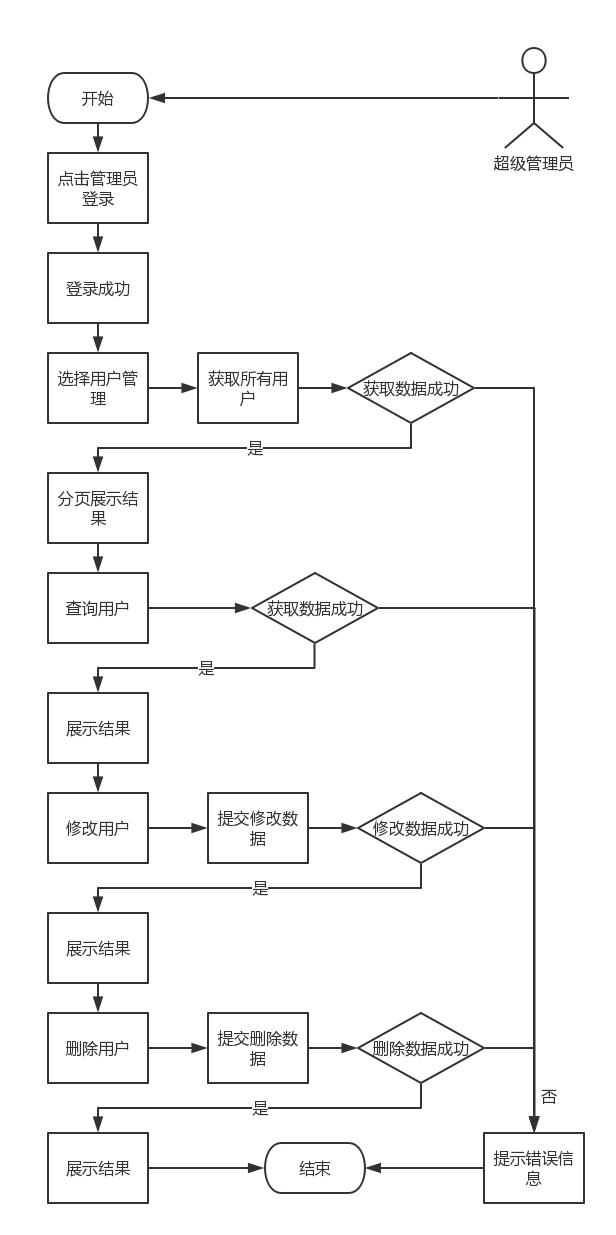 开始
超级管理员
点击管理员
登录
登录成功
选择用户管
理
获取所有用
户
获取数据成功
是
分页展示结
果
查询用户
获取数据成功
是
展示结果
修改用户
提交修改数
据
修改数据成功
是
展示结果
删除用户
提交删除数
据
删除数据成功
是
否
展示结果
结束
提示错误信
息